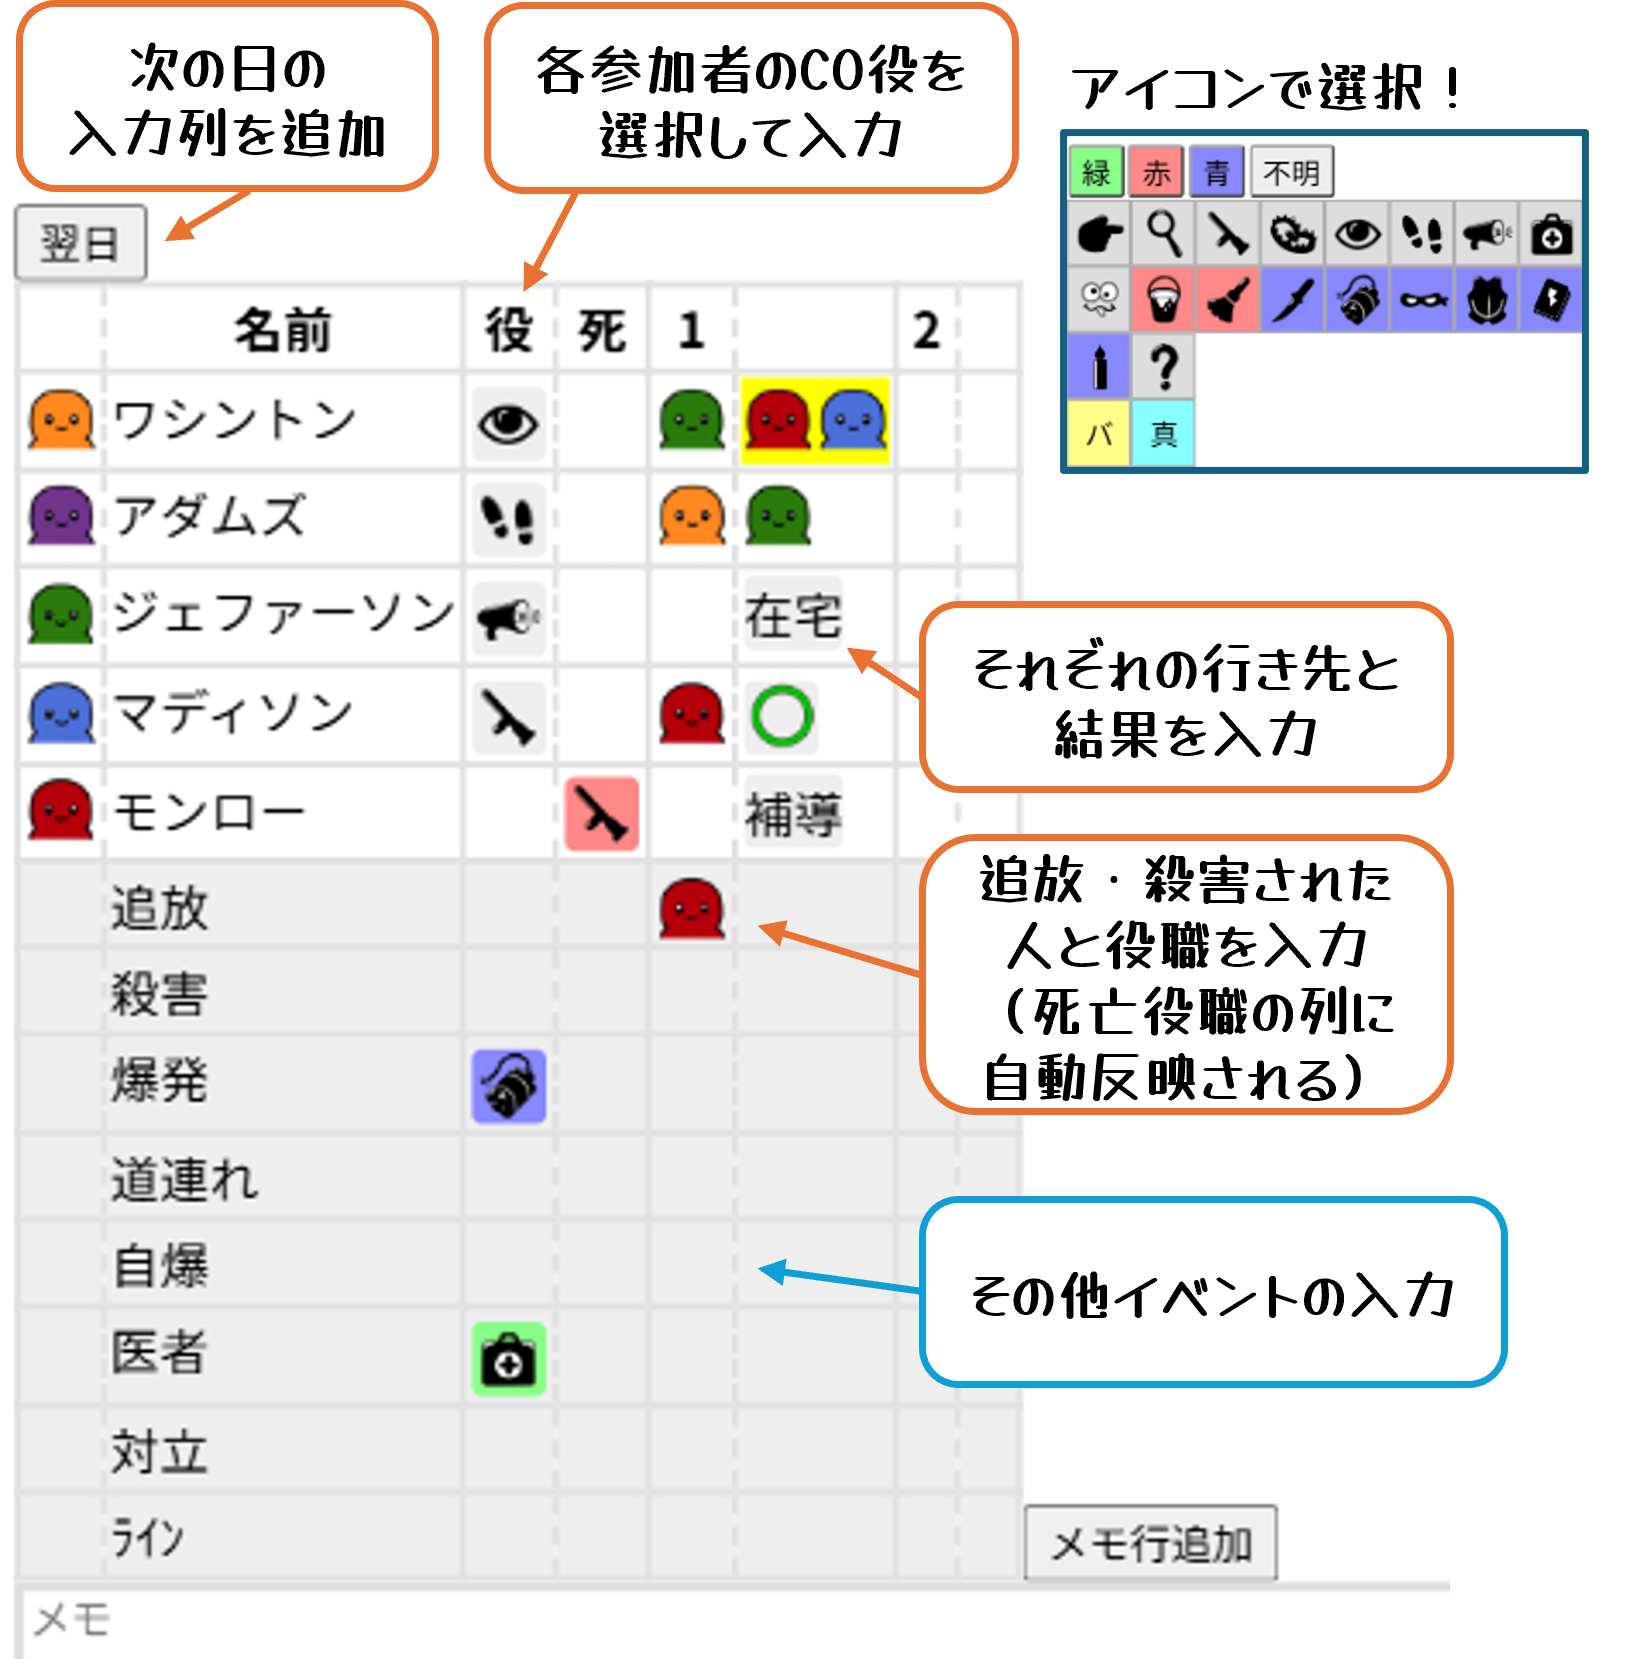 次の日の
入力列を追加
各参加者のCO役を
選択して入力
アイコンで選択！
緑 赤 青 不明
バ 真
翌日
名前 役 死 1 2
ワシントン
アダムズ
ジェファーソン 在宅
マディソン
モンロー 補導
それぞれの行き先と
結果を入力
追放
殺害
爆発
道連れ
自爆
医者
対立
ﾗｲﾝ
追放・殺害された
人と役職を入力
（死亡役職の列に
自動反映される）
その他イベントの入力
メモ行追加
メモ